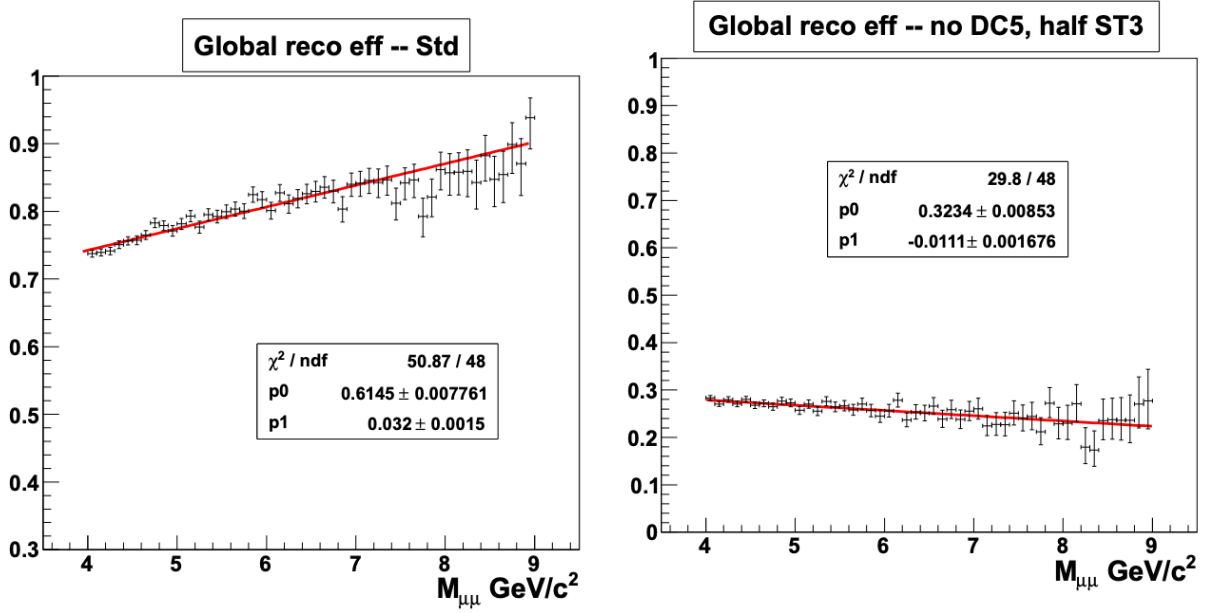 Global reco eff -- Std
1
0.9
0.8
0.7
0.6
0.5
0.4
0.3
χ² / ndf 50.87 / 48
p0 0.6145 ± 0.007761
p1 0.032 ± 0.0015
4 5 6 7 8 9
M_μμ GeV/c²
Global reco eff -- no DC5, half ST3
1
0.9
0.8
0.7
0.6
0.5
0.4
0.3
0.2
0.1
0
χ² / ndf 29.8 / 48
p0 0.3234 ± 0.00853
p1 -0.0111 ± 0.001676
4 5 6 7 8 9
M_μμ GeV/c²